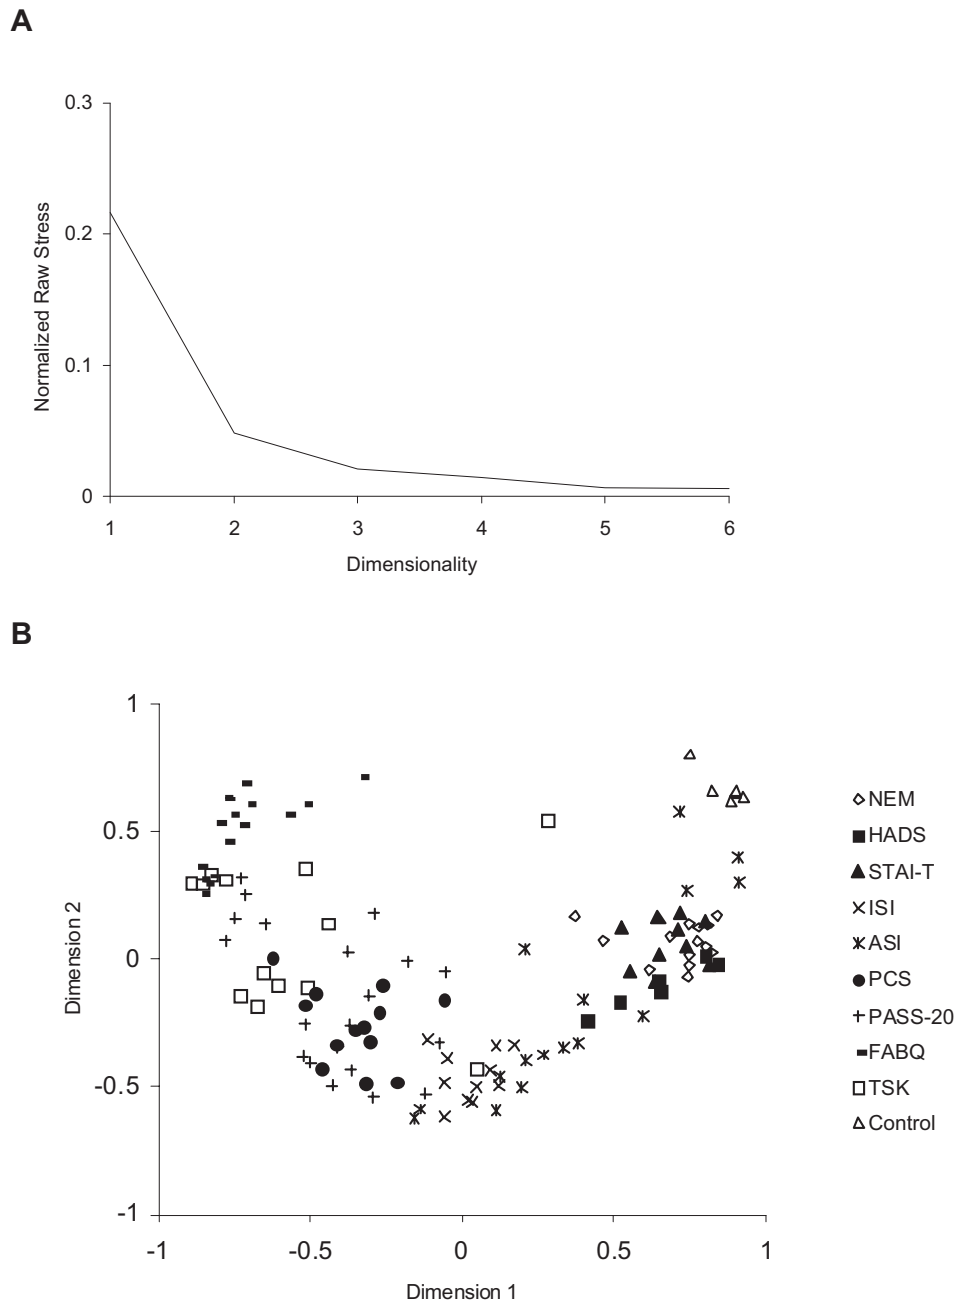 A
0.3
0.2
0.1
0
Normalized Raw Stress
1 2 3 4 5 6
Dimensionality
B
1
0.5
0
-0.5
-1
Dimension 2
-1 -0.5 0 0.5 1
Dimension 1
NEM
HADS
STAI-T
ISI
ASI
PCS
PASS-20
FABQ
TSK
Control